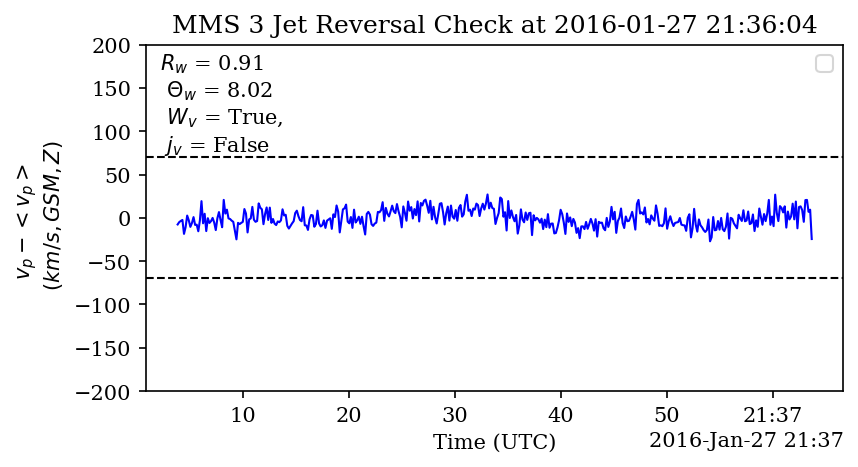 MMS 3 Jet Reversal Check at 2016-01-27 21:36:04
R_w = 0.91
Θ_w = 8.02
W_v = True,
j_v = False
v_p − < v_p >
(km/s, GSM, Z)
200
150
100
50
0
−50
−100
−150
−200
10 20 30 40 50 21:37
Time (UTC)
2016-Jan-27 21:37